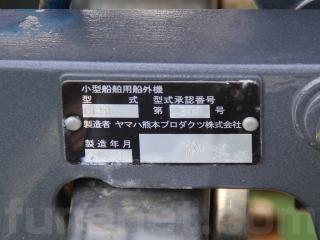 小型船舶用船外機
型 式 型式承認番号
第 号
製造者 ヤマハ熊本プロダクツ株式会社
製造年月
funenet.com